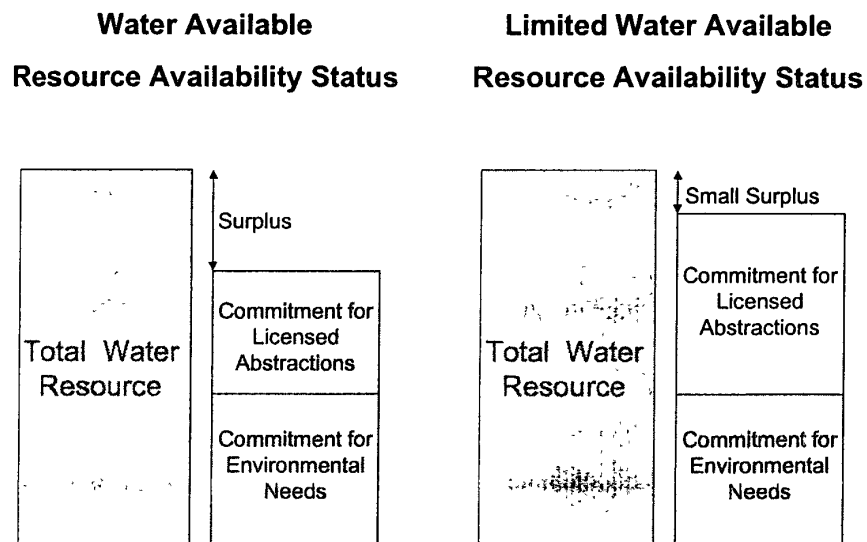 Water Available
Resource Availability Status
Surplus
Total Water
Resource
Commitment for
Licensed
Abstractions
Commitment for
Environmental
Needs
Limited Water Available
Resource Availability Status
Small Surplus
Total Water
Resource
Commitment for
Licensed
Abstractions
Commitment for
Environmental
Needs